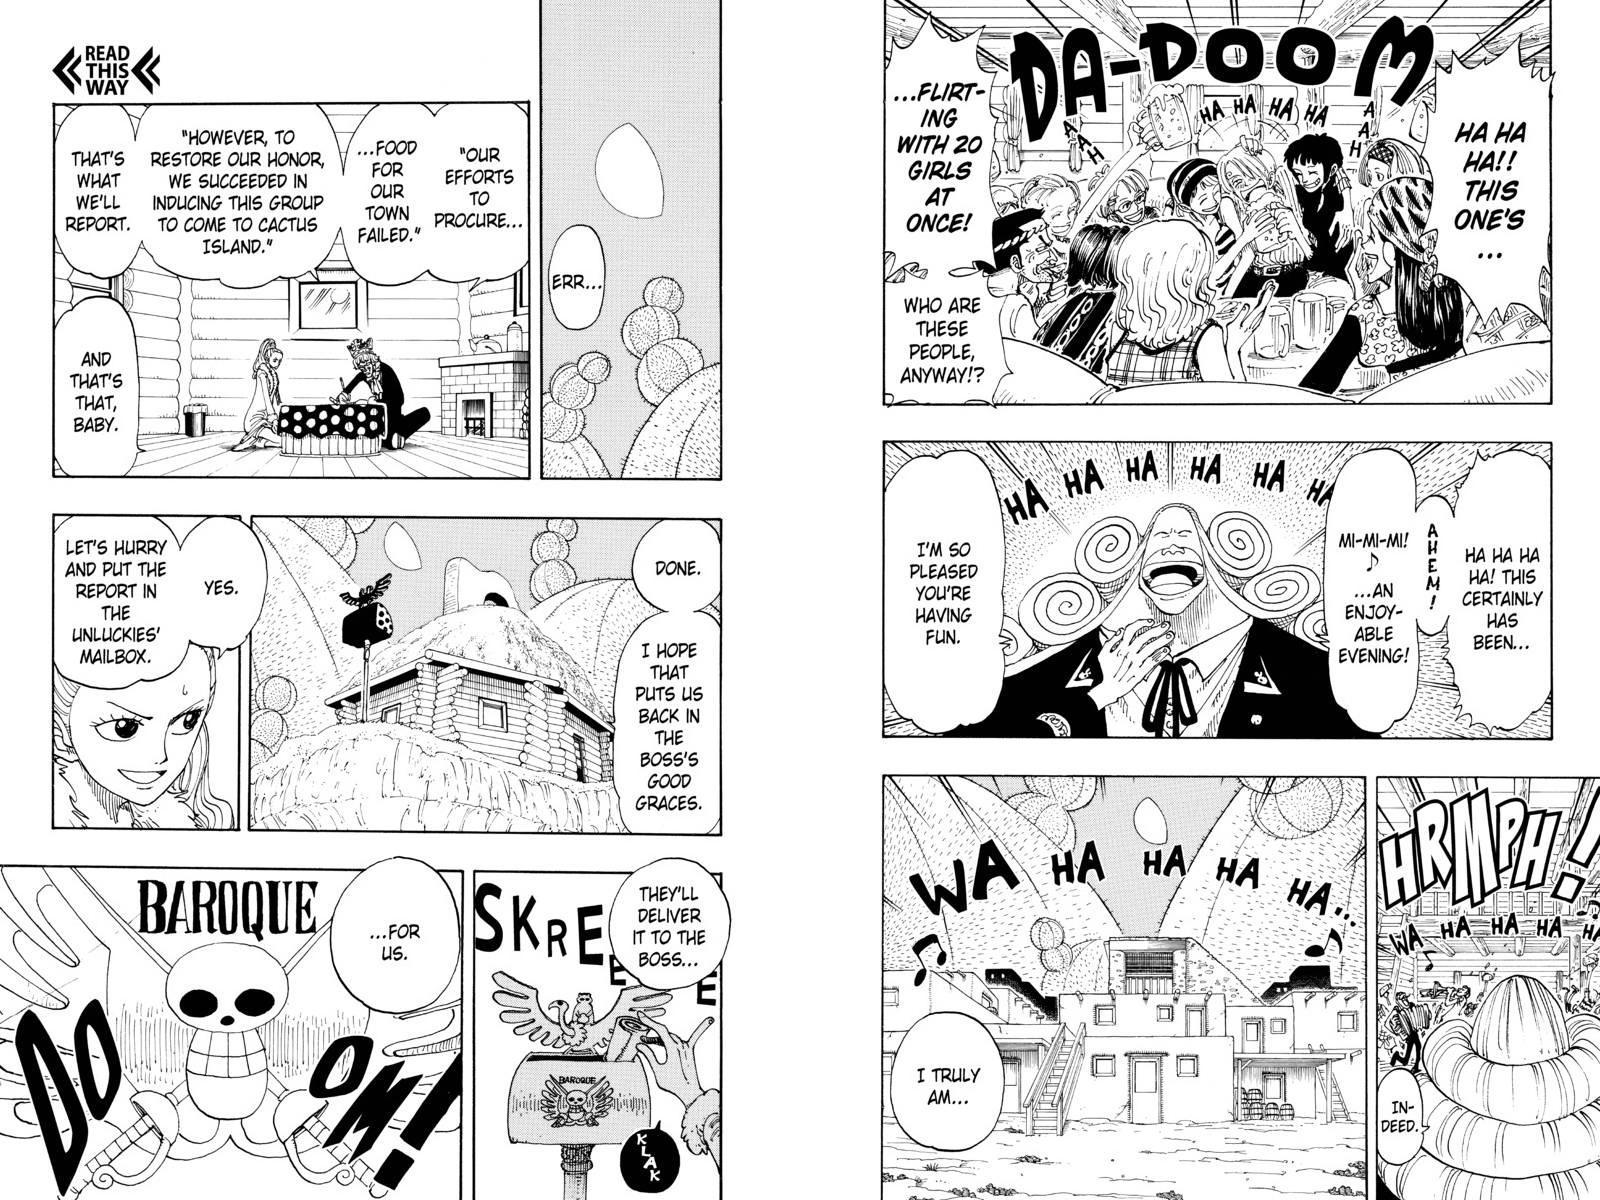 DA-DOOM
HA HA
HA!!
THIS
ONE'S
...
AAH
HA HA HA HA
AAH
...FLIRT-
ING
WITH 20
GIRLS
AT
ONCE!
WHO ARE
THESE
PEOPLE,
ANYWAY!?
HA HA HA HA HA HA
HA HA HA
HA! THIS
CERTAINLY
HAS
BEEN...
AHEM!
MI-MI-MI!
♪
...AN
ENJOY-
ABLE
EVENING!
I'M SO
PLEASED
YOU'RE
HAVING
FUN.
HRMPH!
WA HA HA HA HA
IN-
DEED.
WA HA HA HA HA...
I TRULY
AM...
READ
THIS
WAY
ERR...
"OUR
EFFORTS
TO
PROCURE...
...FOOD
FOR
OUR
TOWN
FAILED."
"HOWEVER, TO
RESTORE OUR HONOR,
WE SUCCEEDED IN
INDUCING THIS GROUP
TO COME TO CACTUS
ISLAND."
THAT'S
WHAT
WE'LL
REPORT.
AND
THAT'S
THAT,
BABY.
DONE.
I HOPE
THAT
PUTS US
BACK IN
THE
BOSS'S
GOOD
GRACES.
YES.
LET'S HURRY
AND PUT THE
REPORT IN
THE
UNLUCKIES'
MAILBOX.
THEY'LL
DELIVER
IT TO THE
BOSS...
SKREEEE
BAROQUE
KLAK
...FOR
US.
BAROQUE
DOOM!